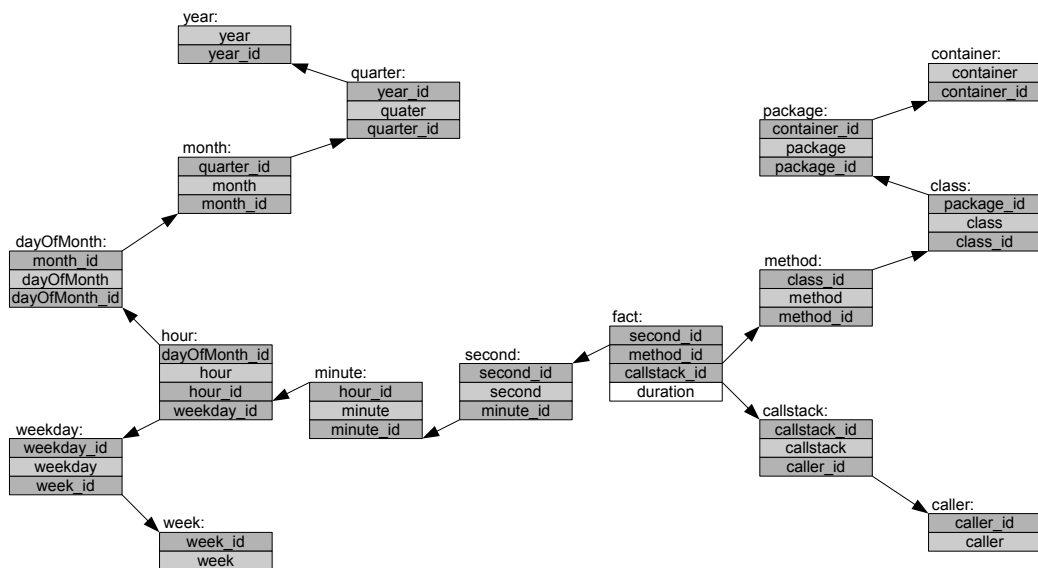 year:
year
year_id
quarter:
year_id
quater
quarter_id
month:
quarter_id
month
month_id
dayOfMonth:
month_id
dayOfMonth
dayOfMonth_id
hour:
dayOfMonth_id
hour
hour_id
weekday_id
weekday:
weekday_id
weekday
week_id
week:
week_id
week
minute:
hour_id
minute
minute_id
second:
second_id
second
minute_id
fact:
second_id
method_id
callstack_id
duration
container:
container
container_id
package:
container_id
package
package_id
class:
package_id
class
class_id
method:
class_id
method
method_id
callstack:
callstack_id
callstack
caller_id
caller:
caller_id
caller